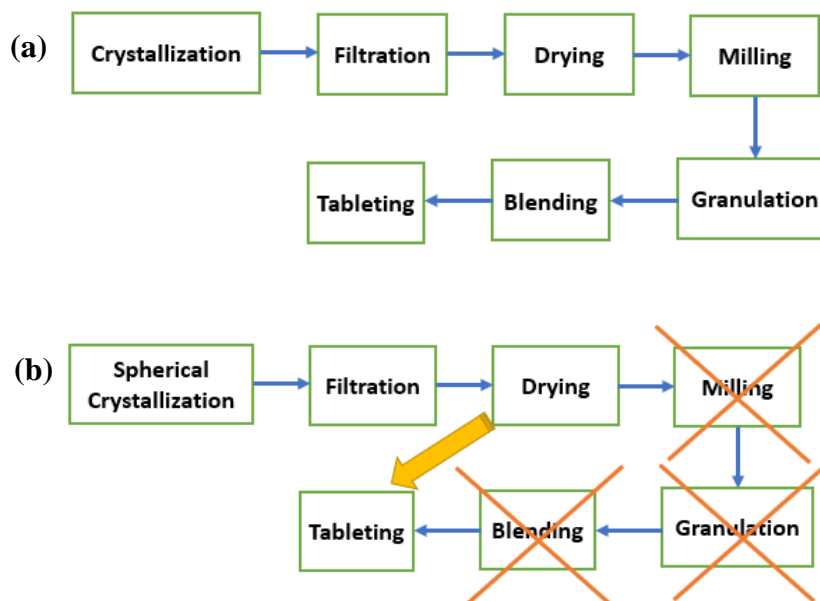 (a)
Crystallization
Filtration
Drying
Milling
Tableting
Blending
Granulation
(b)
Spherical
Crystallization
Filtration
Drying
Milling
Tableting
Blending
Granulation